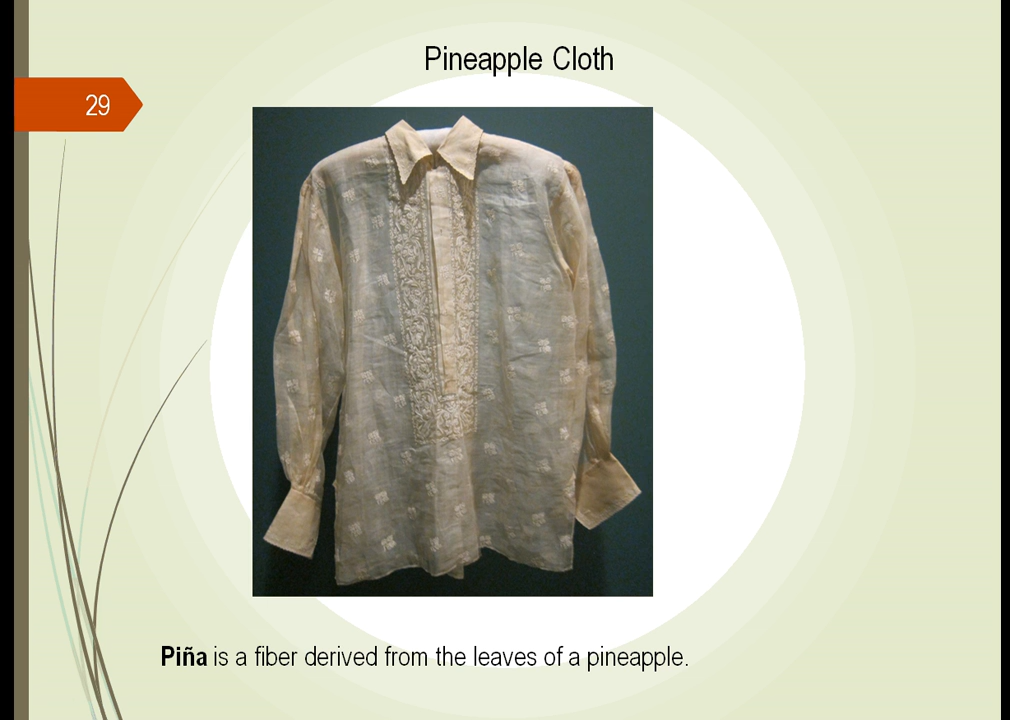 Pineapple Cloth
29
Piña is a fiber derived from the leaves of a pineapple.